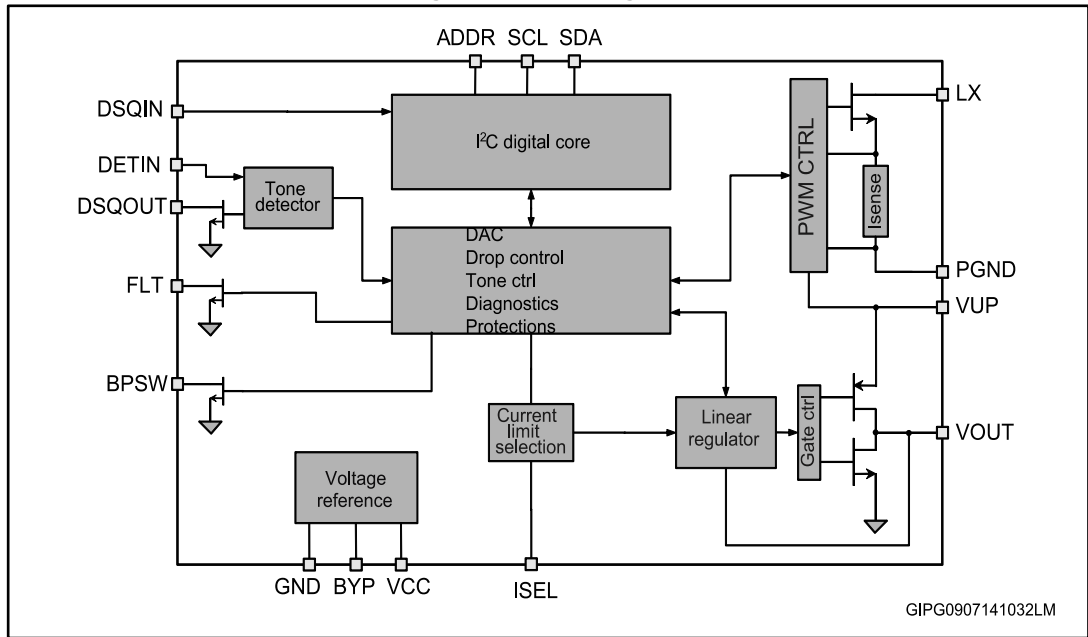 ADDR SCL SDA
DSQIN
DETIN
DSQOUT
FLT
BPSW
I²C digital core
Tone
detector
DAC
Drop control
Tone ctrl
Diagnostics
Protections
PWM CTRL
Isense
LX
PGND
VUP
VOUT
Current
limit
selection
Linear
regulator
Gate ctrl
Voltage
reference
GND BYP VCC
ISEL
GIPG0907141032LM